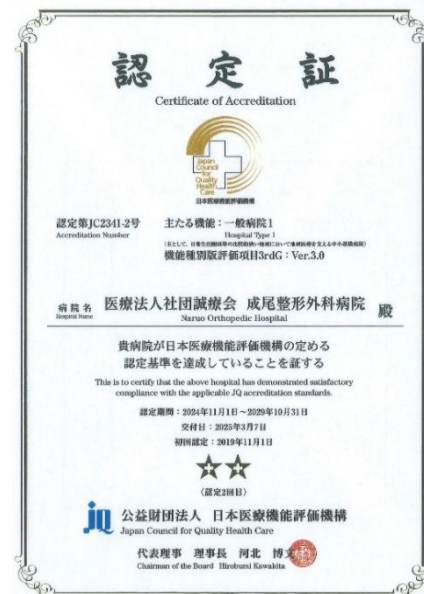 認定証
Certificate of Accreditation
Japan
Council
for
Quality
Health
Care
日本医療機能評価機構
認定第JC2341-2号
Accreditation Number
主たる機能：一般病院1
Hospital Type 1
機能種別版評価項目3rdG：Ver.3.0
病院名 医療法人社団誠療会 成尾整形外科病院 殿
Hospital Name
Naruo Orthopedic Hospital
貴病院が日本医療機能評価機構の定める
認定基準を達成していることを証する
This is to certify that the above hospital has demonstrated satisfactory
compliance with the applicable JQ accreditation standards.
認定期間：2024年11月1日～2029年10月31日
交付日：2025年3月7日
初回認定：2019年11月1日
〈認定2回目〉
jQ 公益財団法人 日本医療機能評価機構
Japan Council for Quality Health Care
代表理事 理事長 河北 博文
Chairman of the Board Hirobumi Kawakita